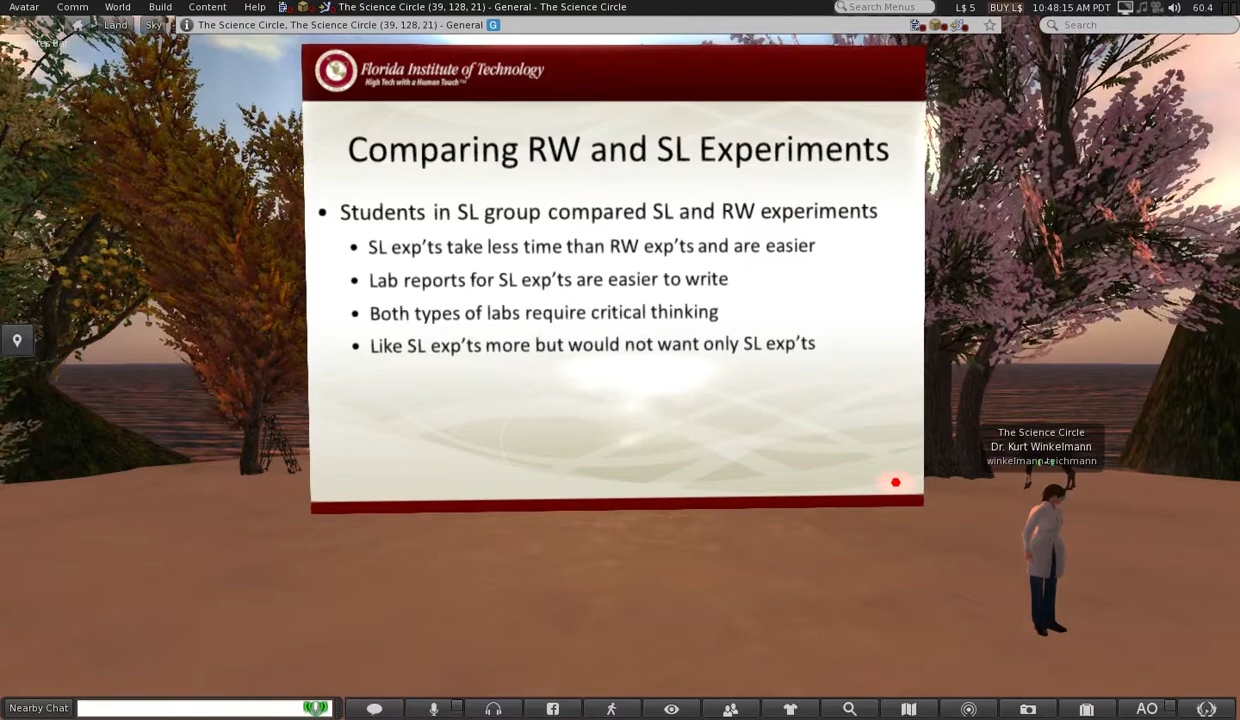 Avatar Comm World Build Content Help The Science Circle (39, 128, 21) - General - The Science Circle Search Menus L$ 5 BUY L$ 10:48:15 AM PDT 60.4
Land Sky The Science Circle, The Science Circle (39, 128, 21) - General G Search
Florida Institute of Technology
High Tech with a Human Touch™
Comparing RW and SL Experiments
• Students in SL group compared SL and RW experiments
• SL exp'ts take less time than RW exp'ts and are easier
• Lab reports for SL exp'ts are easier to write
• Both types of labs require critical thinking
• Like SL exp'ts more but would not want only SL exp'ts
The Science Circle
Dr. Kurt Winkelmann
winkelmann.teichmann
Nearby Chat AO